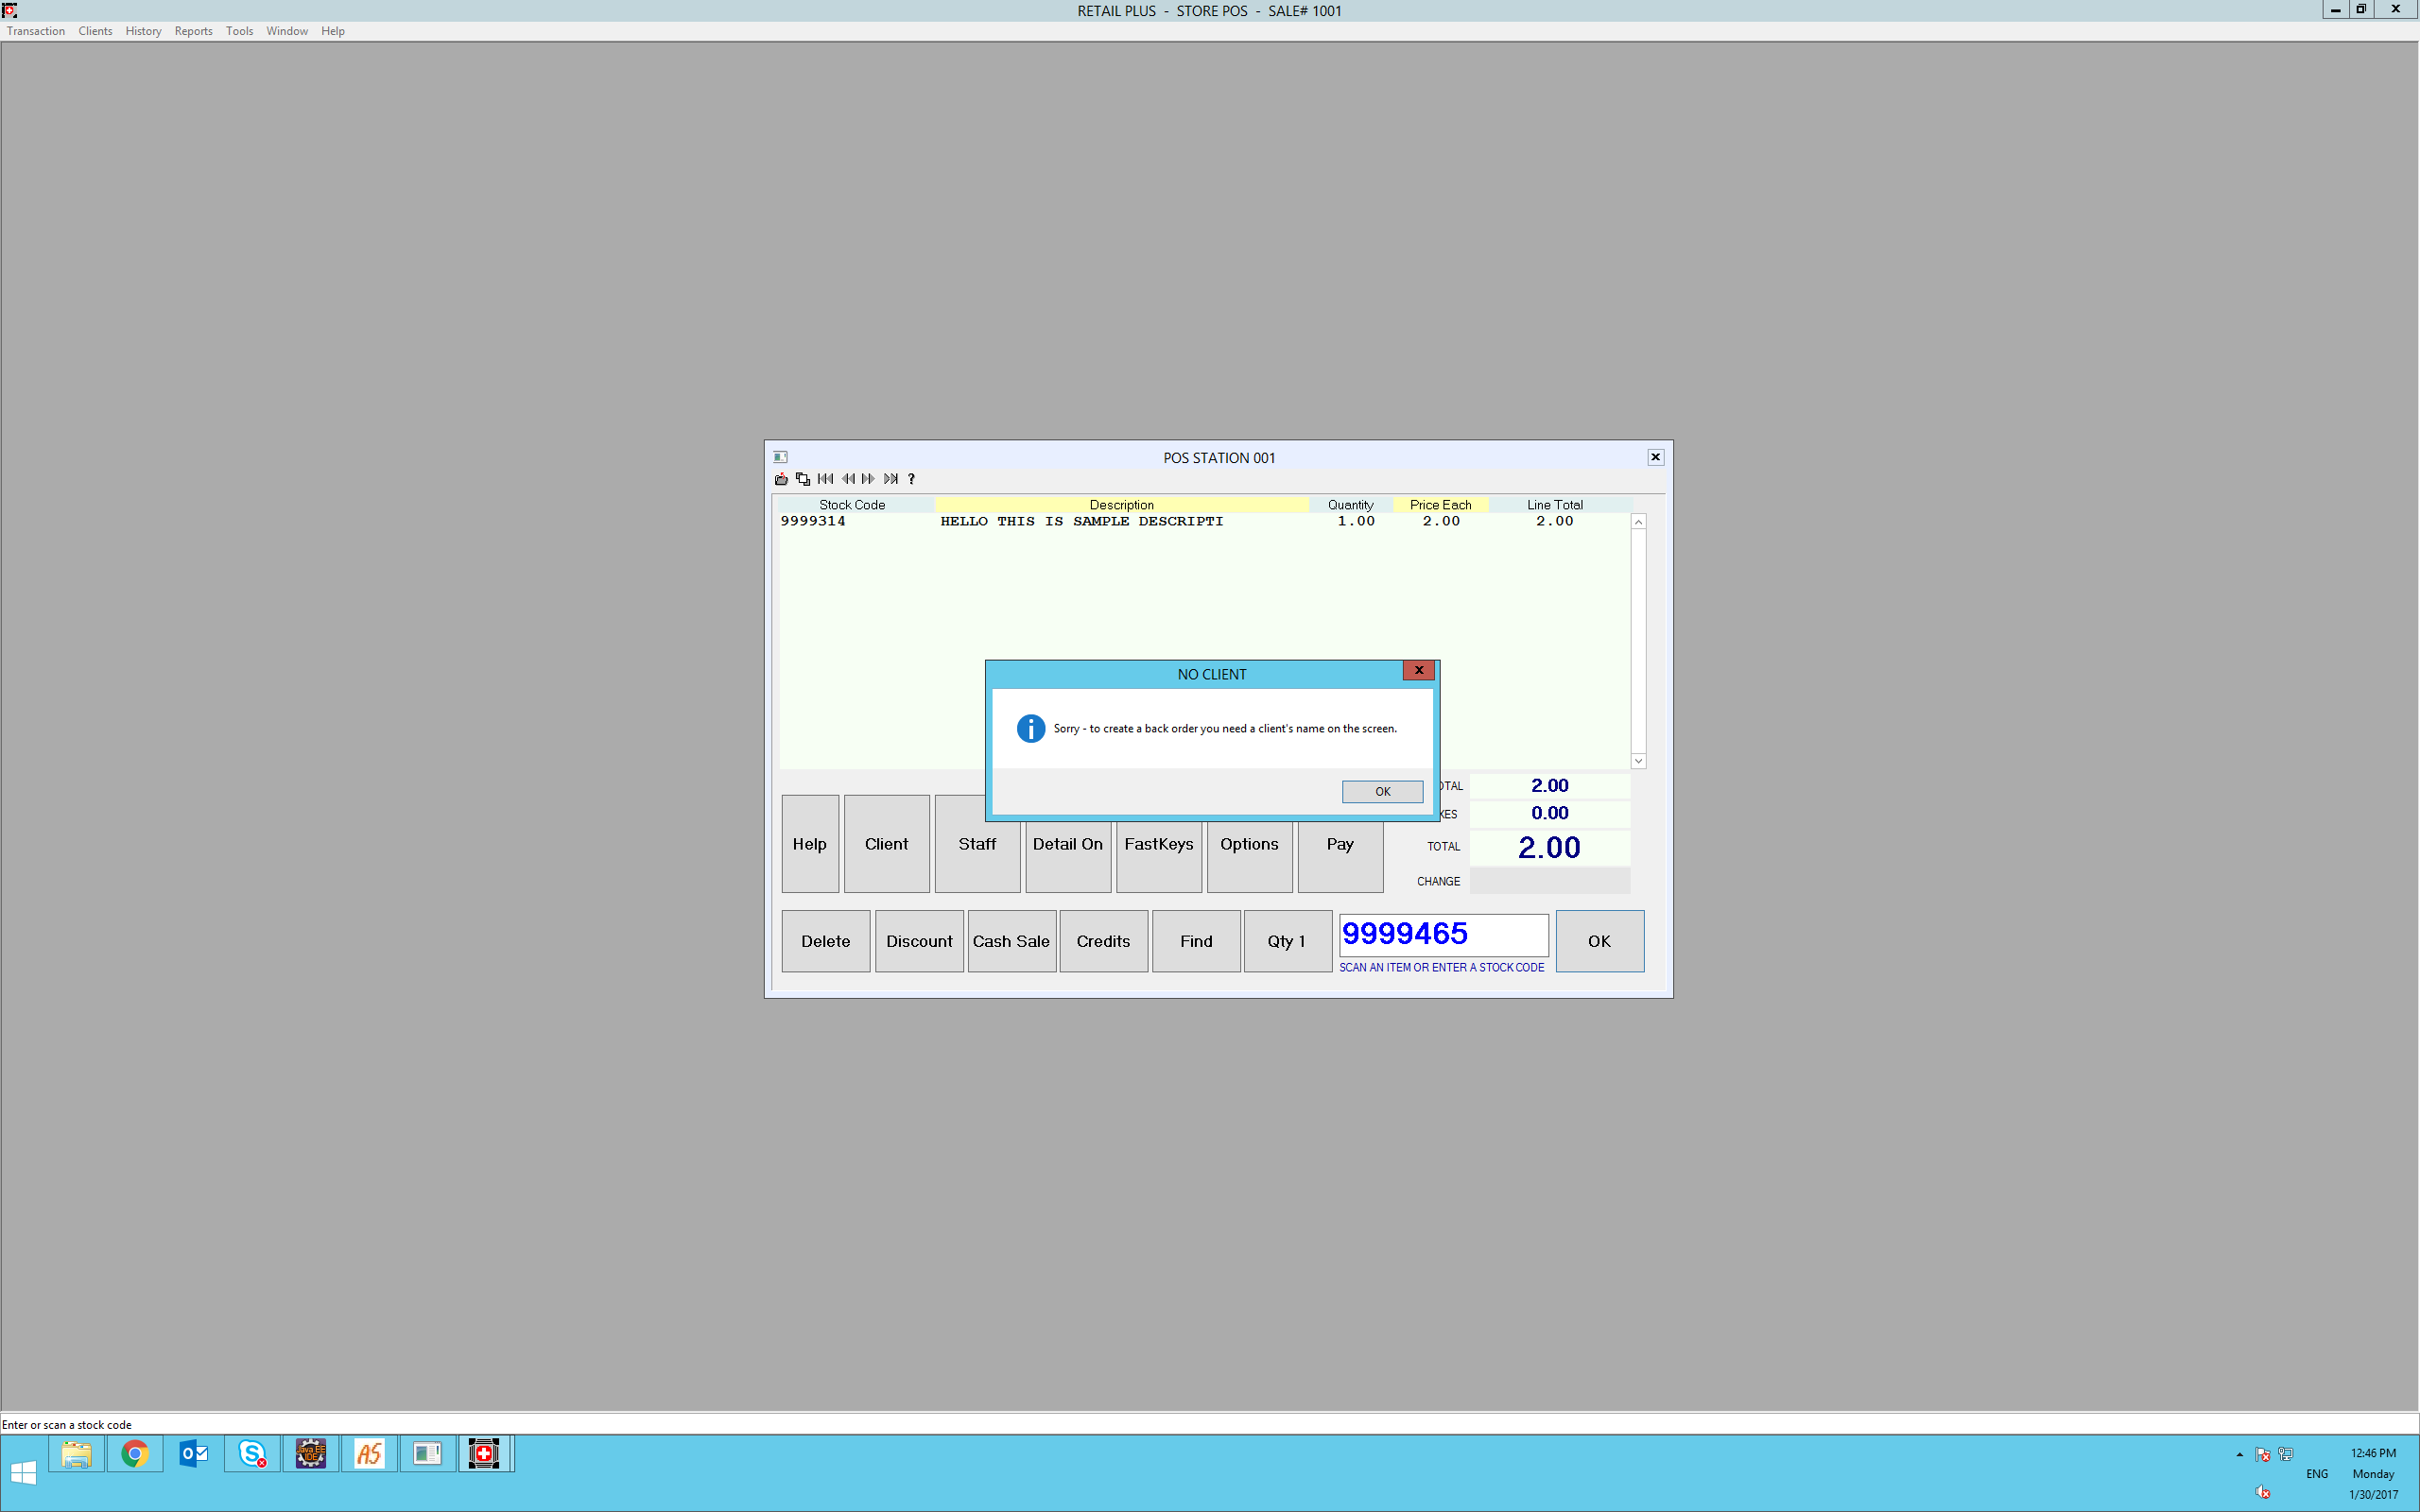 RETAIL PLUS - STORE POS - SALE# 1001
Transaction Clients History Reports Tools Window Help
POS STATION 001
?
Stock Code Description Quantity Price Each Line Total
9999314 HELLO THIS IS SAMPLE DESCRIPTI 1.00 2.00 2.00
NO CLIENT
Sorry - to create a back order you need a client's name on the screen.
OK
OTAL 2.00
KES 0.00
TOTAL 2.00
CHANGE
Help Client Staff Detail On FastKeys Options Pay
Delete Discount Cash Sale Credits Find Qty 1 9999465 OK
SCAN AN ITEM OR ENTER A STOCK CODE
Enter or scan a stock code
Java EE
IDE
AS
12:46 PM
ENG Monday
1/30/2017